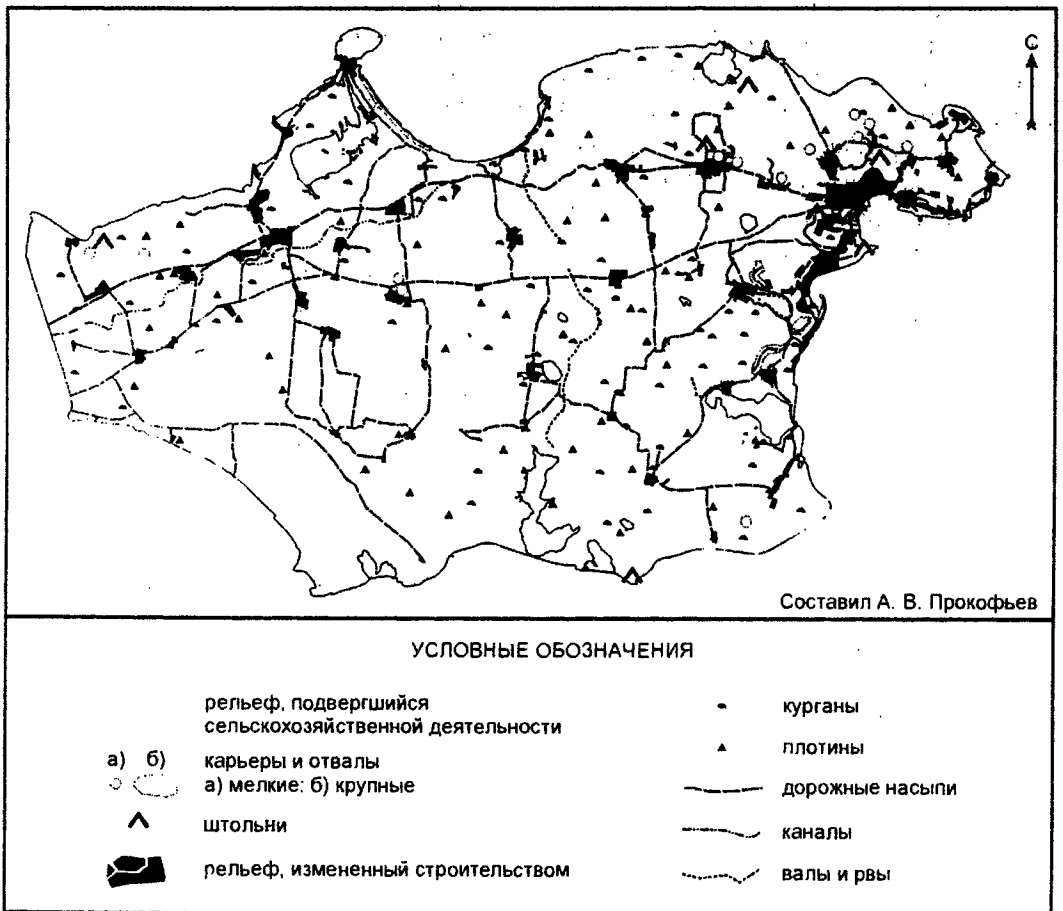 С
Составил А. В. Прокофьев
УСЛОВНЫЕ ОБОЗНАЧЕНИЯ
рельеф, подвергшийся
сельскохозяйственной деятельности
а) б) карьеры и отвалы
а) мелкие: б) крупные
штольни
рельеф, измененный строительством
курганы
плотины
дорожные насыпи
каналы
валы и рвы